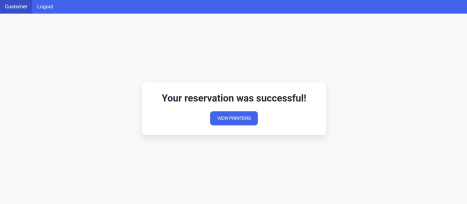 Customer Logout
Your reservation was successful!
VIEW PRINTERS